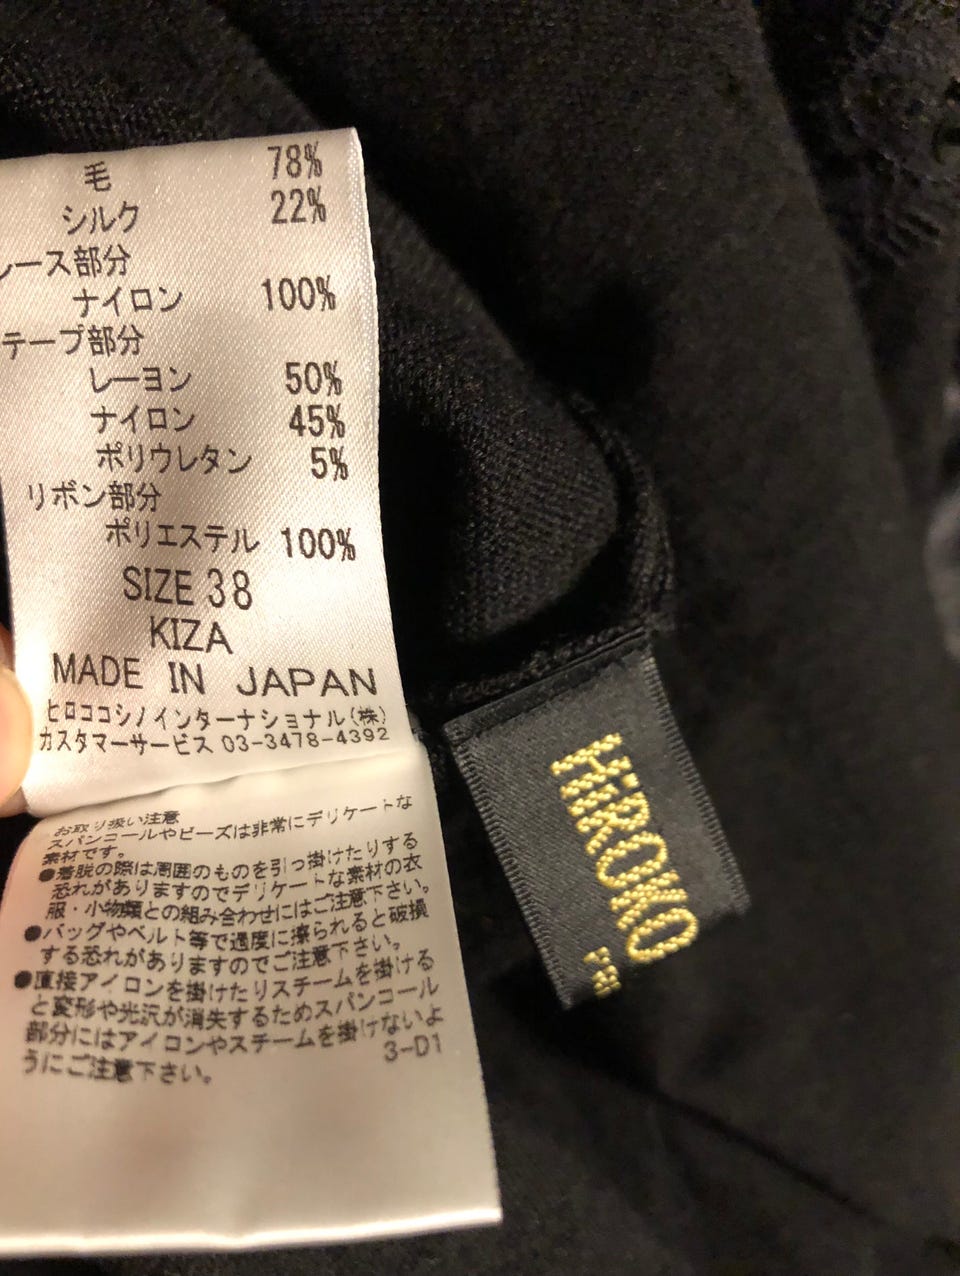 毛 78%
シルク 22%
レース部分
ナイロン 100%
テープ部分
レーヨン 50%
ナイロン 45%
ポリウレタン 5%
リボン部分
ポリエステル 100%
SIZE 38
KIZA
MADE IN JAPAN
ヒロココシノインターナショナル(株)
カスタマーサービス 03-3478-4392
お取り扱い注意
スパンコールやビーズは非常にデリケートな
素材です。
●着脱の際は周囲のものを引っ掛けたりする
恐れがありますのでデリケートな素材の衣
服・小物類との組み合わせにはご注意下さい。
●バッグやベルト等で過度に擦られると破損
する恐れがありますのでご注意下さい。
●直接アイロンを掛けたりスチームを掛ける
と変形や光沢が消失するためスパンコール
部分にはアイロンやスチームを掛けないよ
うにご注意下さい。
3-D1
HIROKO